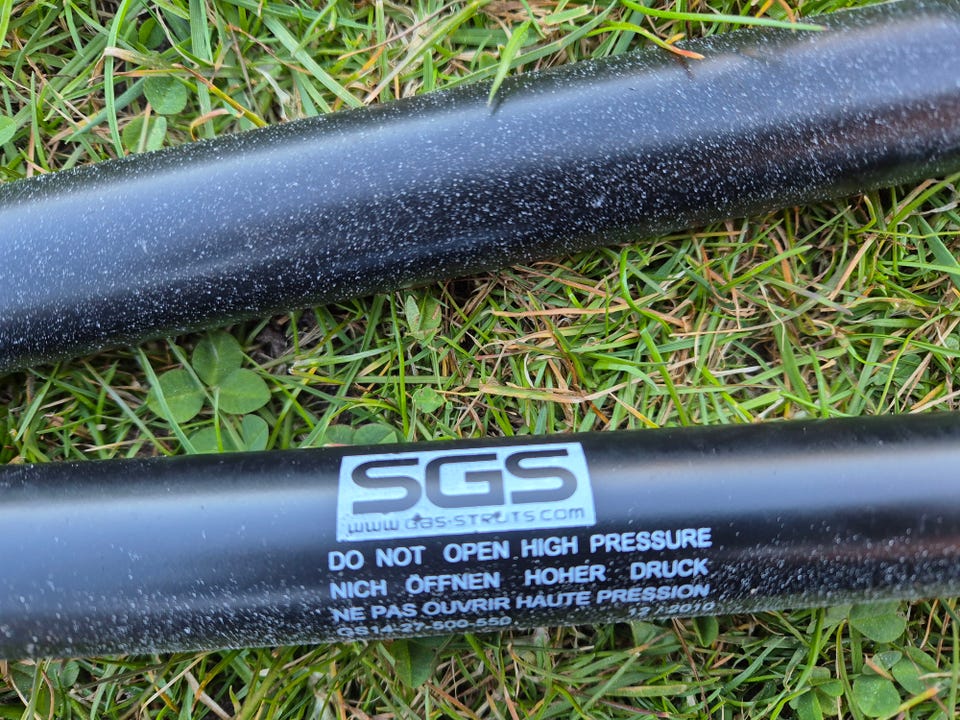 SGS
www.GAS-STRUTS.com
DO NOT OPEN HIGH PRESSURE
NICH ÖFFNEN HOHER DRUCK
NE PAS OUVRIR HAUTE PRESSION
GS14-27-500-550 12 / 2010